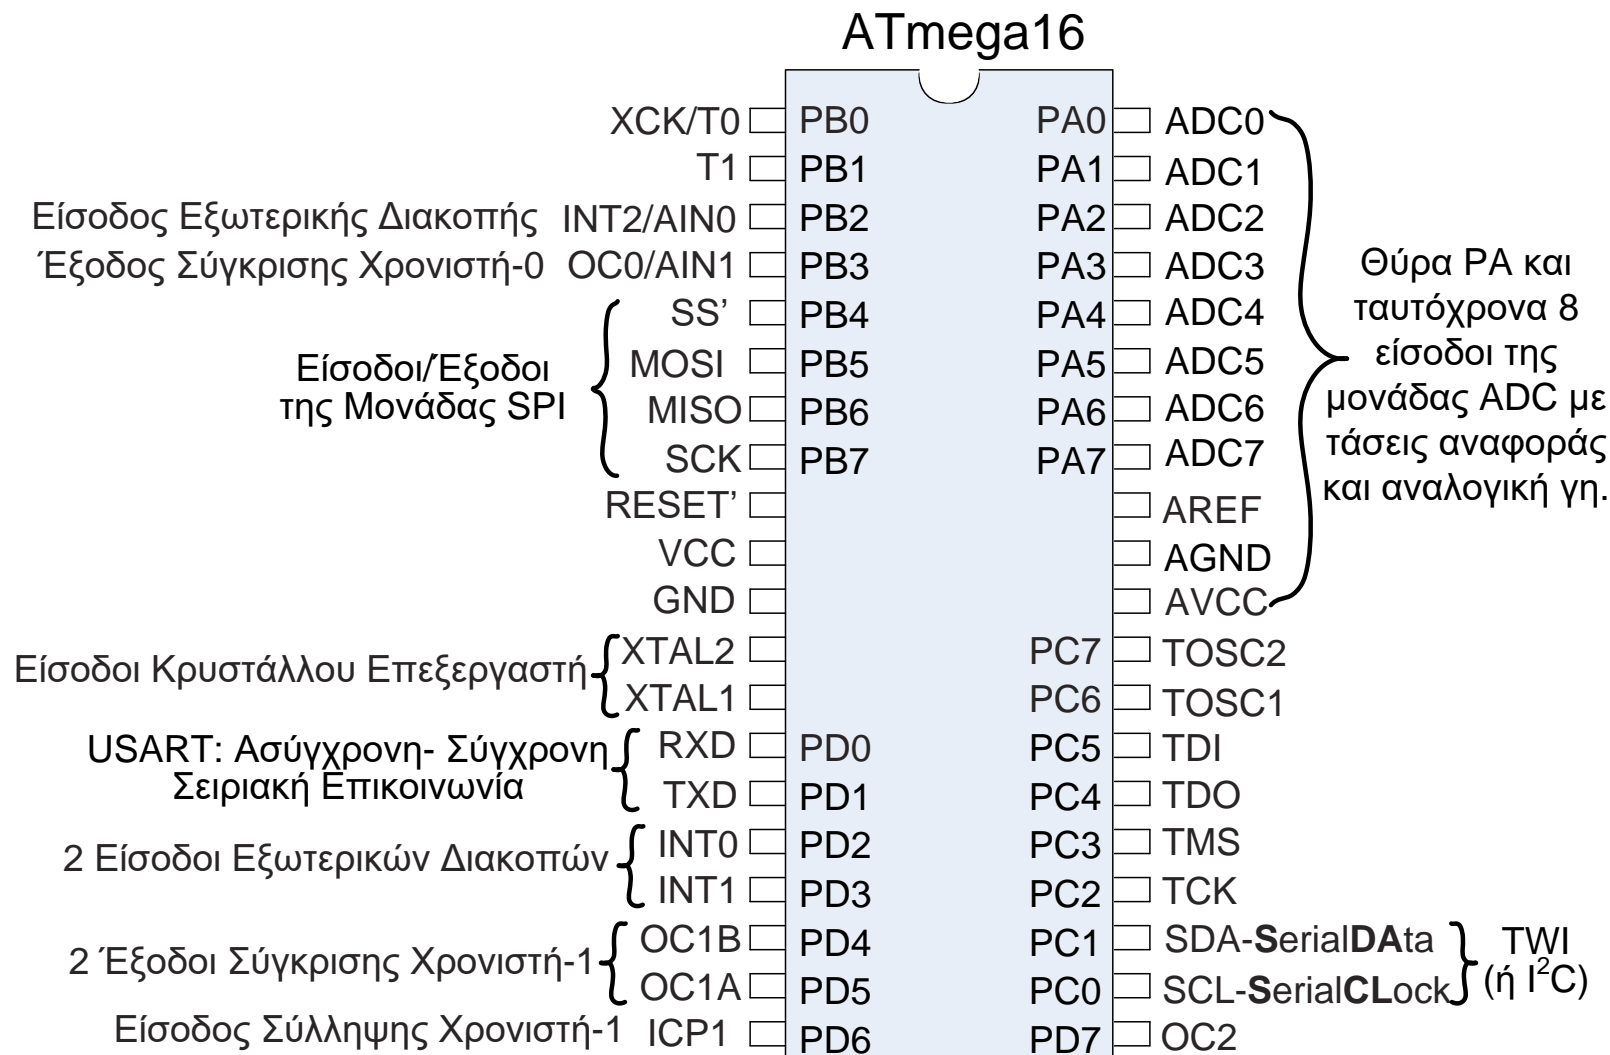 ATmega16
XCK/T0 PB0 PA0 ADC0
T1 PB1 PA1 ADC1
Είσοδος Εξωτερικής Διακοπής INT2/AIN0 PB2 PA2 ADC2
Έξοδος Σύγκρισης Χρονιστή-0 OC0/AIN1 PB3 PA3 ADC3
SS’ PB4 PA4 ADC4
MOSI PB5 PA5 ADC5
MISO PB6 PA6 ADC6
SCK PB7 PA7 ADC7
Είσοδοι/Έξοδοι
της Μονάδας SPI
Θύρα PA και
ταυτόχρονα 8
είσοδοι της
μονάδας ADC με
τάσεις αναφοράς
και αναλογική γη.
RESET’ AREF
VCC AGND
GND AVCC
Είσοδοι Κρυστάλλου Επεξεργαστή
XTAL2 PC7 TOSC2
XTAL1 PC6 TOSC1
USART: Ασύγχρονη- Σύγχρονη
Σειριακή Επικοινωνία
RXD PD0 PC5 TDI
TXD PD1 PC4 TDO
2 Είσοδοι Εξωτερικών Διακοπών
INT0 PD2 PC3 TMS
INT1 PD3 PC2 TCK
2 Έξοδοι Σύγκρισης Χρονιστή-1
OC1B PD4 PC1 SDA-SerialDAta
OC1A PD5 PC0 SCL-SerialCLock
TWI
(ή I²C)
Είσοδος Σύλληψης Χρονιστή-1 ICP1 PD6 PD7 OC2